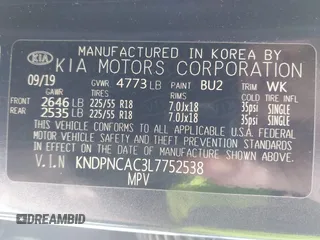 MANUFACTURED IN KOREA BY
KIA KIA MOTORS CORPORATION
09/19 GVWR 4773 LB PAINT BU2 TRIM WK
GAWR TIRES RIMS COLD
FRONT 2646 LB 225/55 R18 7.0Jx18 35psi SINGLE
REAR 2535 LB 225/55 R18 7.0Jx18 35psi SINGLE
THIS VEHICLE CONFORMS TO ALL APPLICABLE
U.S. FEDERAL MOTOR VEHICLE SAFETY AND
THEFT PREVENTION STANDARDS IN EFFECT ON
THE DATE OF MANUFACTURE SHOWN ABOVE.
V.I.N KNDPNCAC3L7752538
MPV
DREAMBID